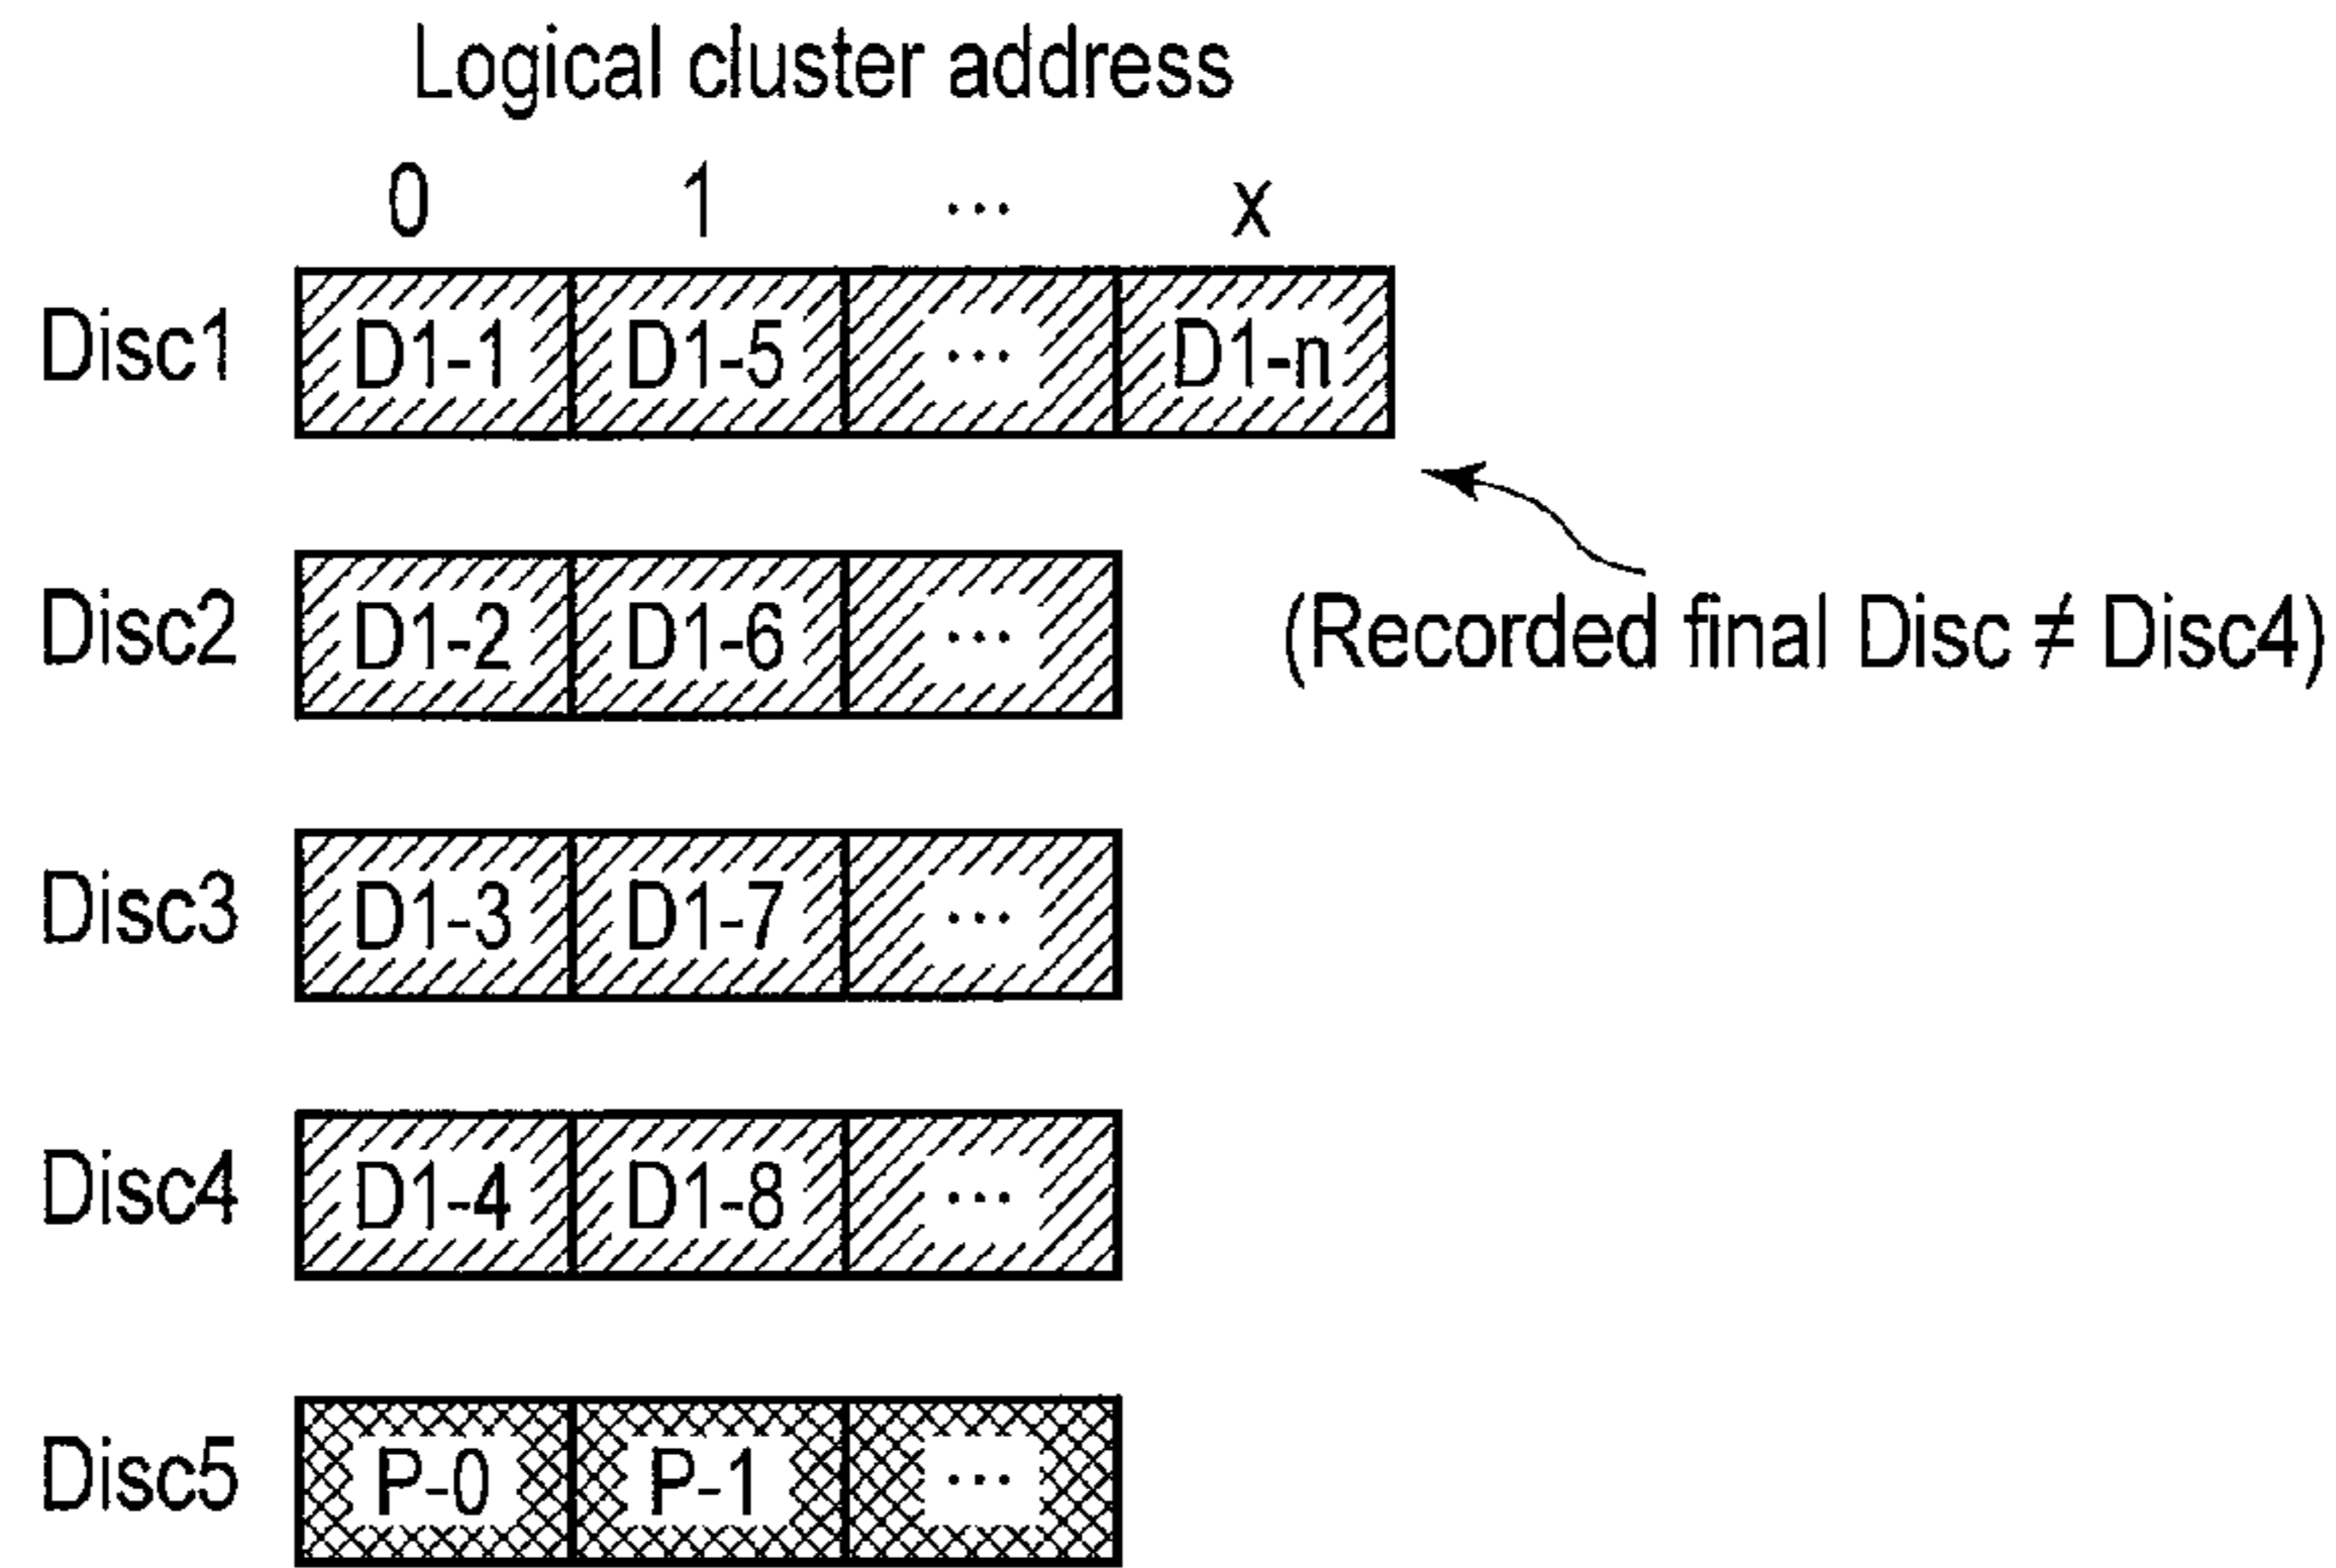 Logical cluster address
0 1 ... x
Disc1 D1-1 D1-5 ... D1-n
Disc2 D1-2 D1-6 ...
(Recorded final Disc ≠ Disc4)
Disc3 D1-3 D1-7 ...
Disc4 D1-4 D1-8 ...
Disc5 P-0 P-1 ...